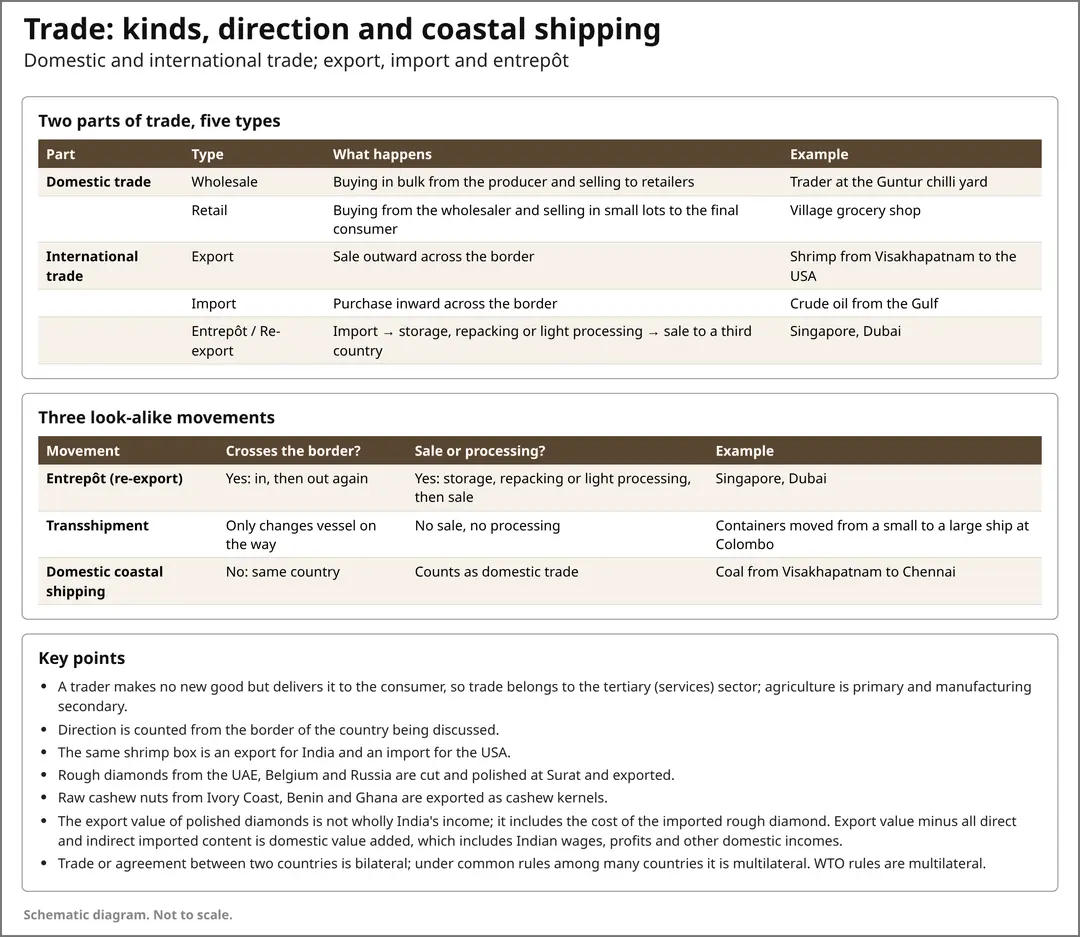 Trade: kinds, direction and coastal shipping
Domestic and international trade; export, import and entrepôt
Two parts of trade, five types
Part Type What happens Example
Domestic trade Wholesale Buying in bulk from the producer and selling to retailers Trader at the Guntur chilli yard
Retail Buying from the wholesaler and selling in small lots to the final Village grocery shop
consumer
International Export Sale outward across the border Shrimp from Visakhapatnam to the
trade USA
Import Purchase inward across the border Crude oil from the Gulf
Entrepôt / Re- Import → storage, repacking or light processing → sale to a third Singapore, Dubai
export country
Three look-alike movements
Movement Crosses the border? Sale or processing? Example
Entrepôt (re-export) Yes: in, then out again Yes: storage, repacking or light processing, Singapore, Dubai
then sale
Transshipment Only changes vessel on No sale, no processing Containers moved from a small to a large ship at
the way Colombo
Domestic coastal No: same country Counts as domestic trade Coal from Visakhapatnam to Chennai
shipping
Key points
• A trader makes no new good but delivers it to the consumer, so trade belongs to the tertiary (services) sector; agriculture is primary and manufacturing
secondary.
• Direction is counted from the border of the country being discussed.
• The same shrimp box is an export for India and an import for the USA.
• Rough diamonds from the UAE, Belgium and Russia are cut and polished at Surat and exported.
• Raw cashew nuts from Ivory Coast, Benin and Ghana are exported as cashew kernels.
• The export value of polished diamonds is not wholly India's income; it includes the cost of the imported rough diamond. Export value minus all direct
and indirect imported content is domestic value added, which includes Indian wages, profits and other domestic incomes.
• Trade or agreement between two countries is bilateral; under common rules among many countries it is multilateral. WTO rules are multilateral.
Schematic diagram. Not to scale.